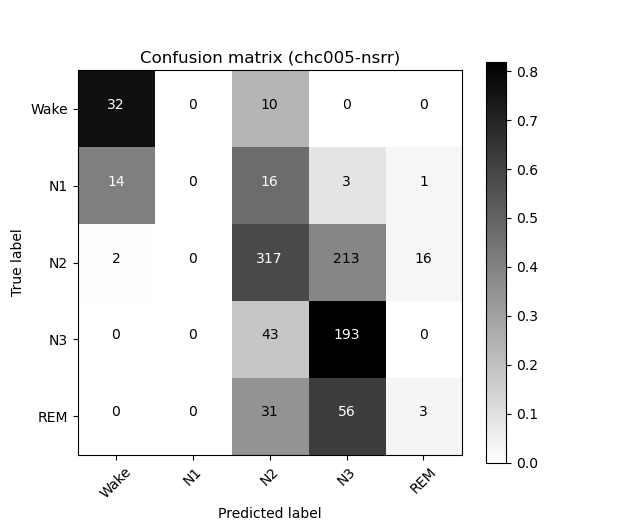 Confusion matrix (chc005-nsrr)
Wake 32 0 10 0 0
N1 14 0 16 3 1
N2 2 0 317 213 16
N3 0 0 43 193 0
REM 0 0 31 56 3
Wake N1 N2 N3 REM
True label
Predicted label
0.8
0.7
0.6
0.5
0.4
0.3
0.2
0.1
0.0